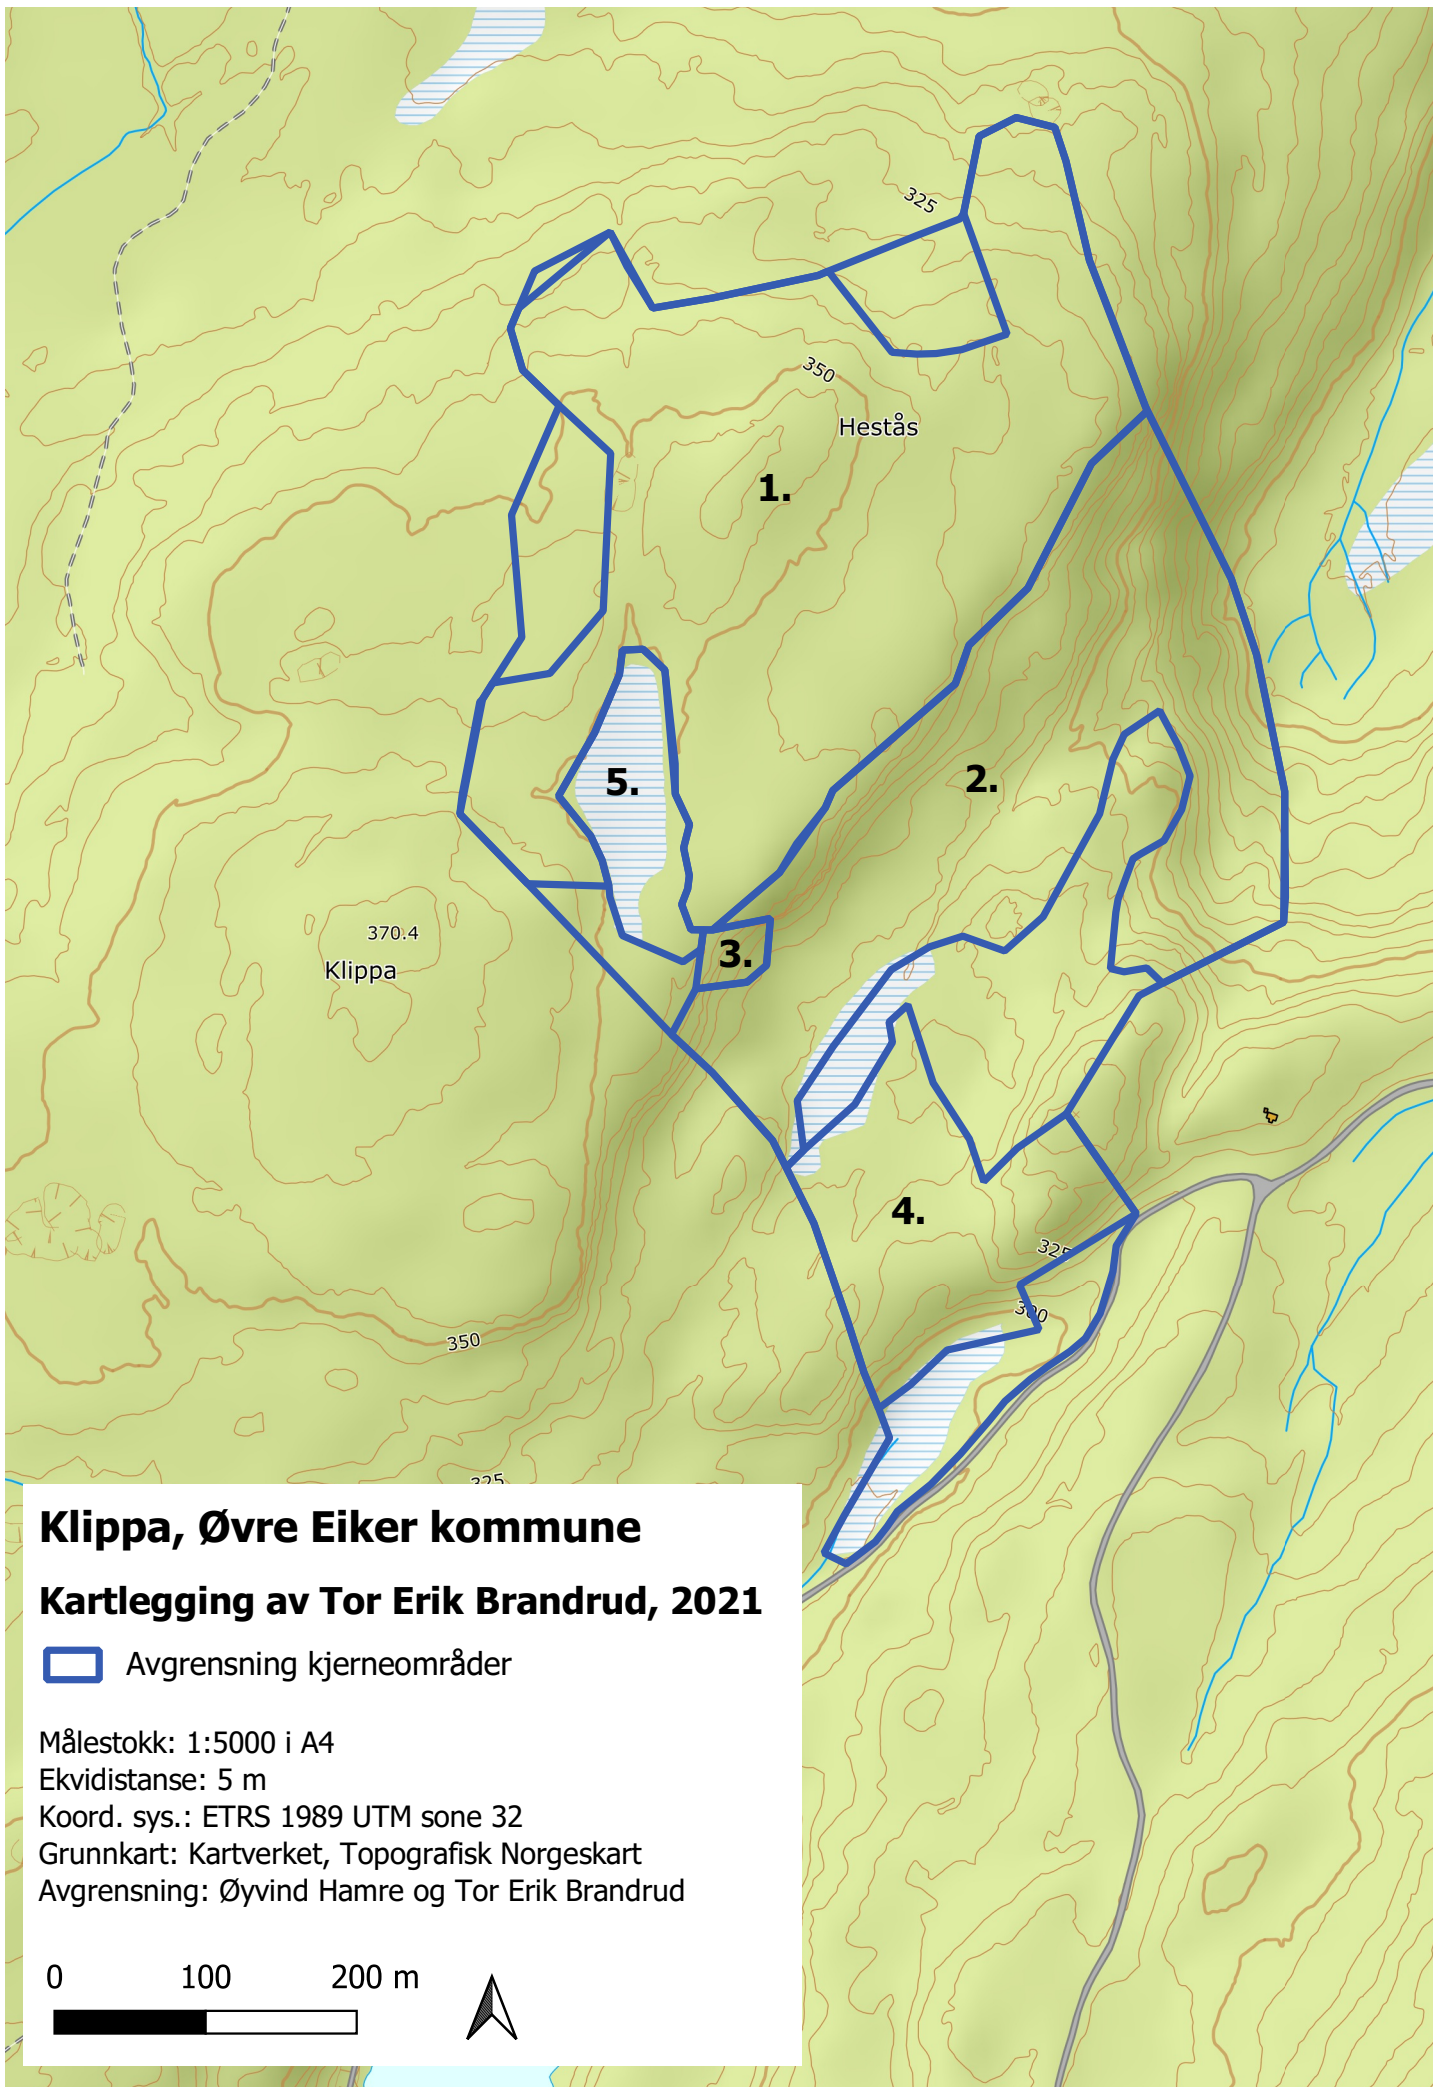 325
350
Hestås
1.
5.
2.
370.4
Klippa
3.
4.
325
300
350
325
Klippa, Øvre Eiker kommune
Kartlegging av Tor Erik Brandrud, 2021
Avgrensning kjerneområder
Målestokk: 1:5000 i A4
Ekvidistanse: 5 m
Koord. sys.: ETRS 1989 UTM sone 32
Grunnkart: Kartverket, Topografisk Norgeskart
Avgrensning: Øyvind Hamre og Tor Erik Brandrud
0 100 200 m